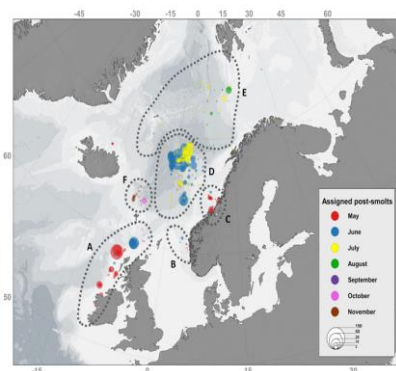 -45 -30 -15 0 15 30 45 60
60
50
E
F
D
A
C
B
Assigned post-smolts
May
June
July
August
September
October
November
-15 0 15 30